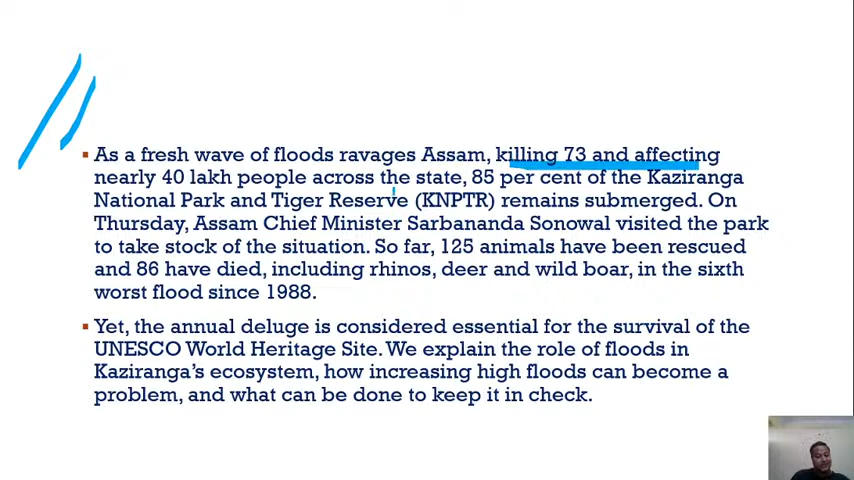 As a fresh wave of floods ravages Assam, killing 73 and affecting
nearly 40 lakh people across the state, 85 per cent of the Kaziranga
National Park and Tiger Reserve (KNPTR) remains submerged. On
Thursday, Assam Chief Minister Sarbananda Sonowal visited the park
to take stock of the situation. So far, 125 animals have been rescued
and 86 have died, including rhinos, deer and wild boar, in the sixth
worst flood since 1988.
Yet, the annual deluge is considered essential for the survival of the
UNESCO World Heritage Site. We explain the role of floods in
Kaziranga's ecosystem, how increasing high floods can become a
problem, and what can be done to keep it in check.